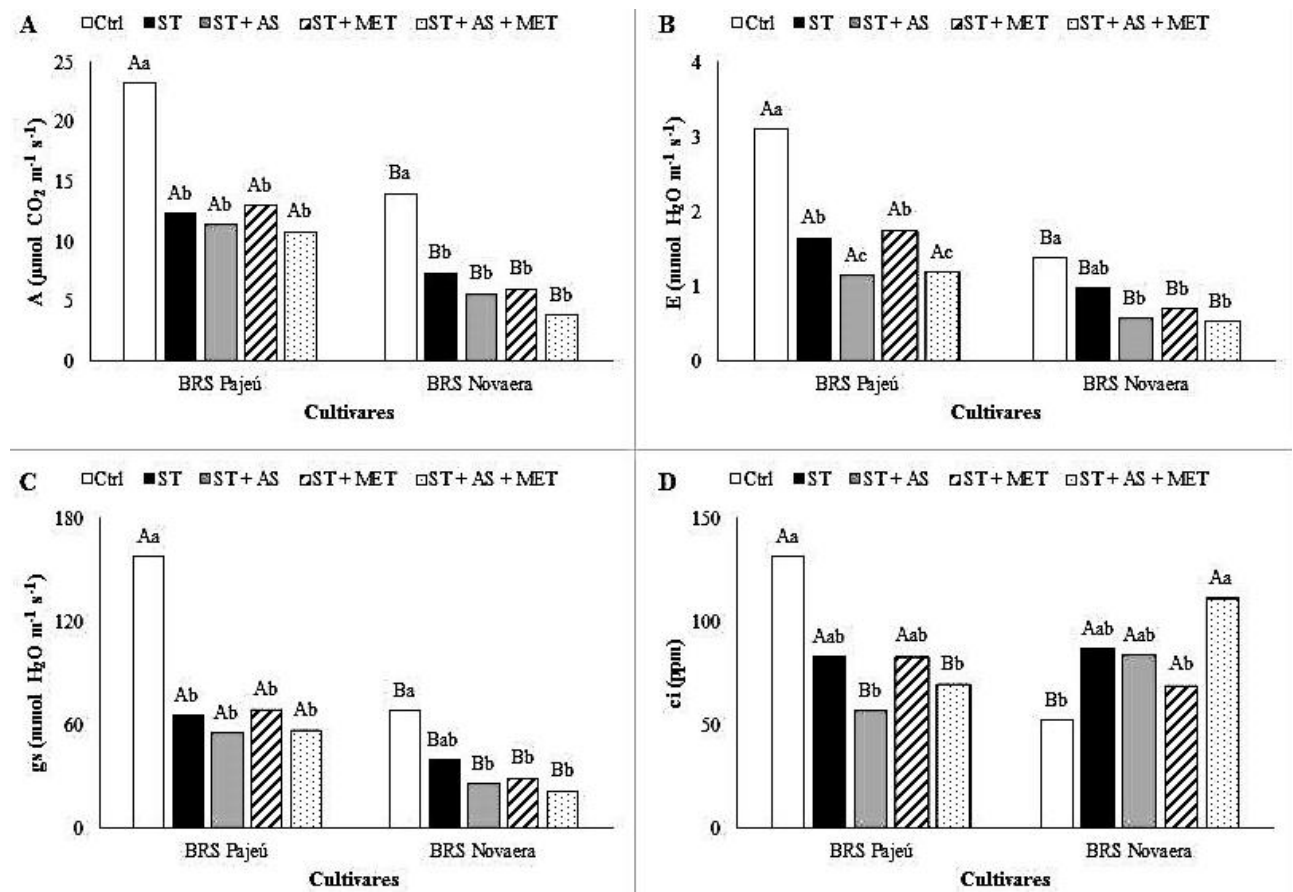 A □Ctrl ■ST ■ST + AS ▨ST + MET □ST + AS + MET
A (µmol CO₂ m⁻¹ s⁻¹)
25
20
15
10
5
0
Aa
Ab
Ab
Ab
Ab
Ba
Bb
Bb
Bb
Bb
BRS Pajeú BRS Novaera
Cultivares
B □Ctrl ■ST ■ST + AS ▨ST + MET □ST + AS + MET
E (mmol H₂O m⁻¹ s⁻¹)
4
3
2
1
0
Aa
Ab
Ac
Ab
Ac
Ba
Bab
Bb
Bb
Bb
BRS Pajeú BRS Novaera
Cultivares
C □Ctrl ■ST ■ST + AS ▨ST + MET □ST + AS + MET
gs (mmol H₂O m⁻¹ s⁻¹)
180
120
60
0
Aa
Ab
Ab
Ab
Ab
Ba
Bab
Bb
Bb
Bb
BRS Pajeú BRS Novaera
Cultivares
D □Ctrl ■ST ■ST + AS ▨ST + MET □ST + AS + MET
ci (ppm)
150
100
50
0
Aa
Aab
Bb
Aab
Bb
Bb
Aab
Aab
Ab
Aa
BRS Pajeú BRS Novaera
Cultivares